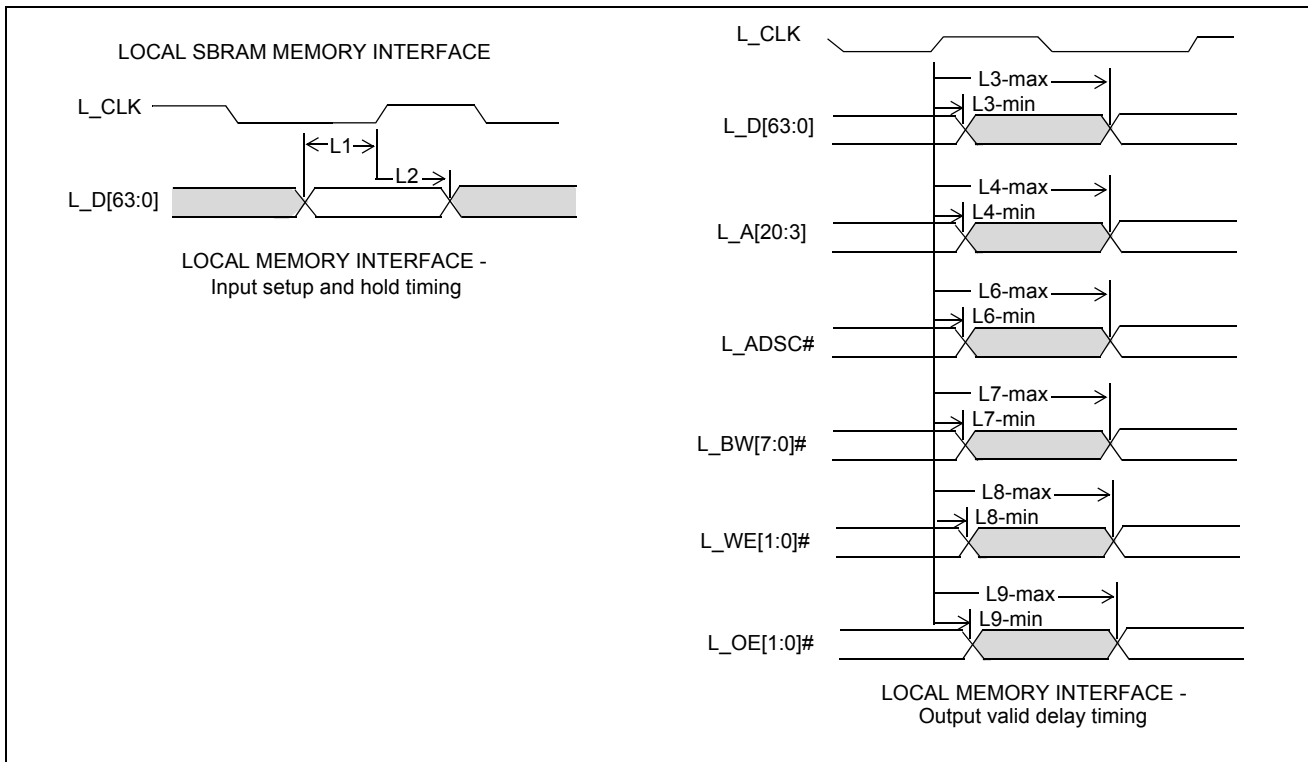 LOCAL SBRAM MEMORY INTERFACE
L_CLK
L1
L2
L_D[63:0]
LOCAL MEMORY INTERFACE -
Input setup and hold timing
L_CLK
L3-max
L3-min
L_D[63:0]
L4-max
L4-min
L_A[20:3]
L6-max
L6-min
L_ADSC#
L7-max
L7-min
L_BW[7:0]#
L8-max
L8-min
L_WE[1:0]#
L9-max
L9-min
L_OE[1:0]#
LOCAL MEMORY INTERFACE -
Output valid delay timing